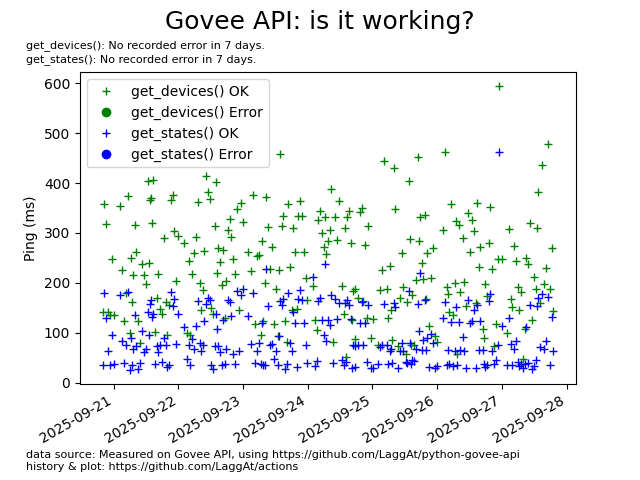 Govee API: is it working?
get_devices(): No recorded error in 7 days.
get_states(): No recorded error in 7 days.
600
500
400
300
200
100
0
Ping (ms)
get_devices() OK
get_devices() Error
get_states() OK
get_states() Error
2025-09-21
2025-09-22
2025-09-23
2025-09-24
2025-09-25
2025-09-26
2025-09-27
2025-09-28
data source: Measured on Govee API, using https://github.com/LaggAt/python-govee-api
history & plot: https://github.com/LaggAt/actions